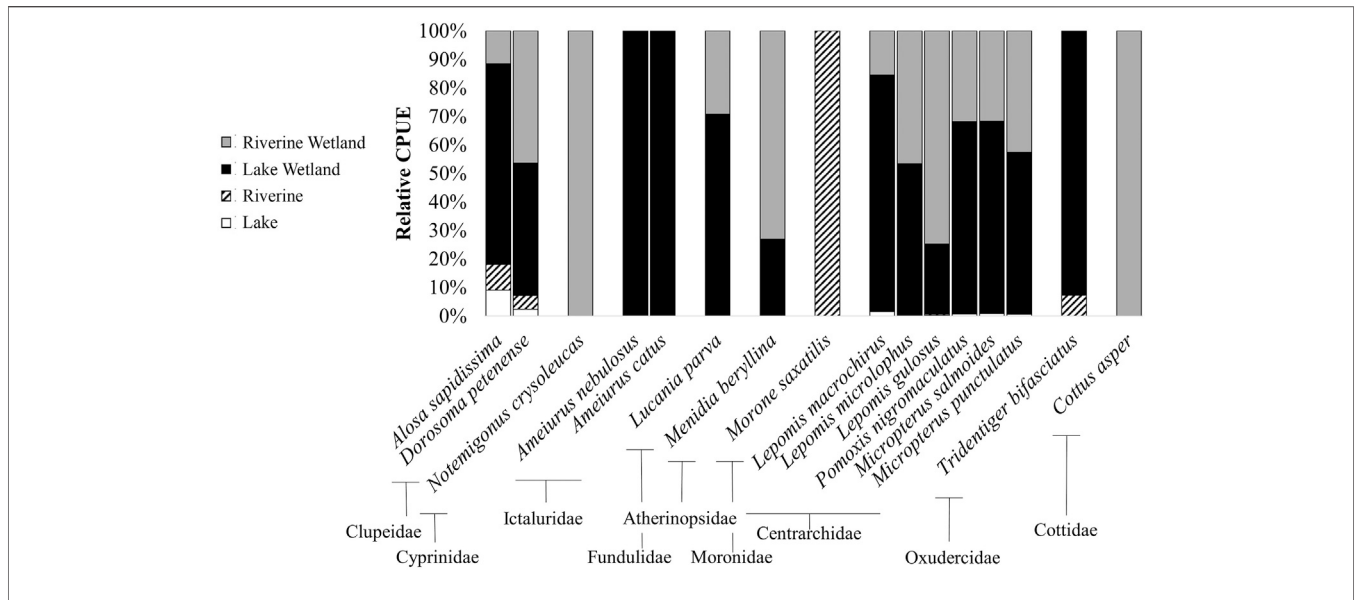 100%
90%
80%
70%
60%
50%
40%
30%
20%
10%
0%
Relative CPUE
Riverine Wetland
Lake Wetland
Riverine
Lake
Alosa sapidissima
Dorosoma petenense
Notemigonus crysoleucas
Ameiurus nebulosus
Ameiurus catus
Lucania parva
Menidia beryllina
Morone saxatilis
Lepomis macrochirus
Lepomis microlophus
Lepomis gulosus
Pomoxis nigromaculatus
Micropterus salmoides
Micropterus punctulatus
Tridentiger bifasciatus
Cottus asper
Clupeidae
Cyprinidae
Ictaluridae
Fundulidae
Atherinopsidae
Moronidae
Centrarchidae
Oxudercidae
Cottidae